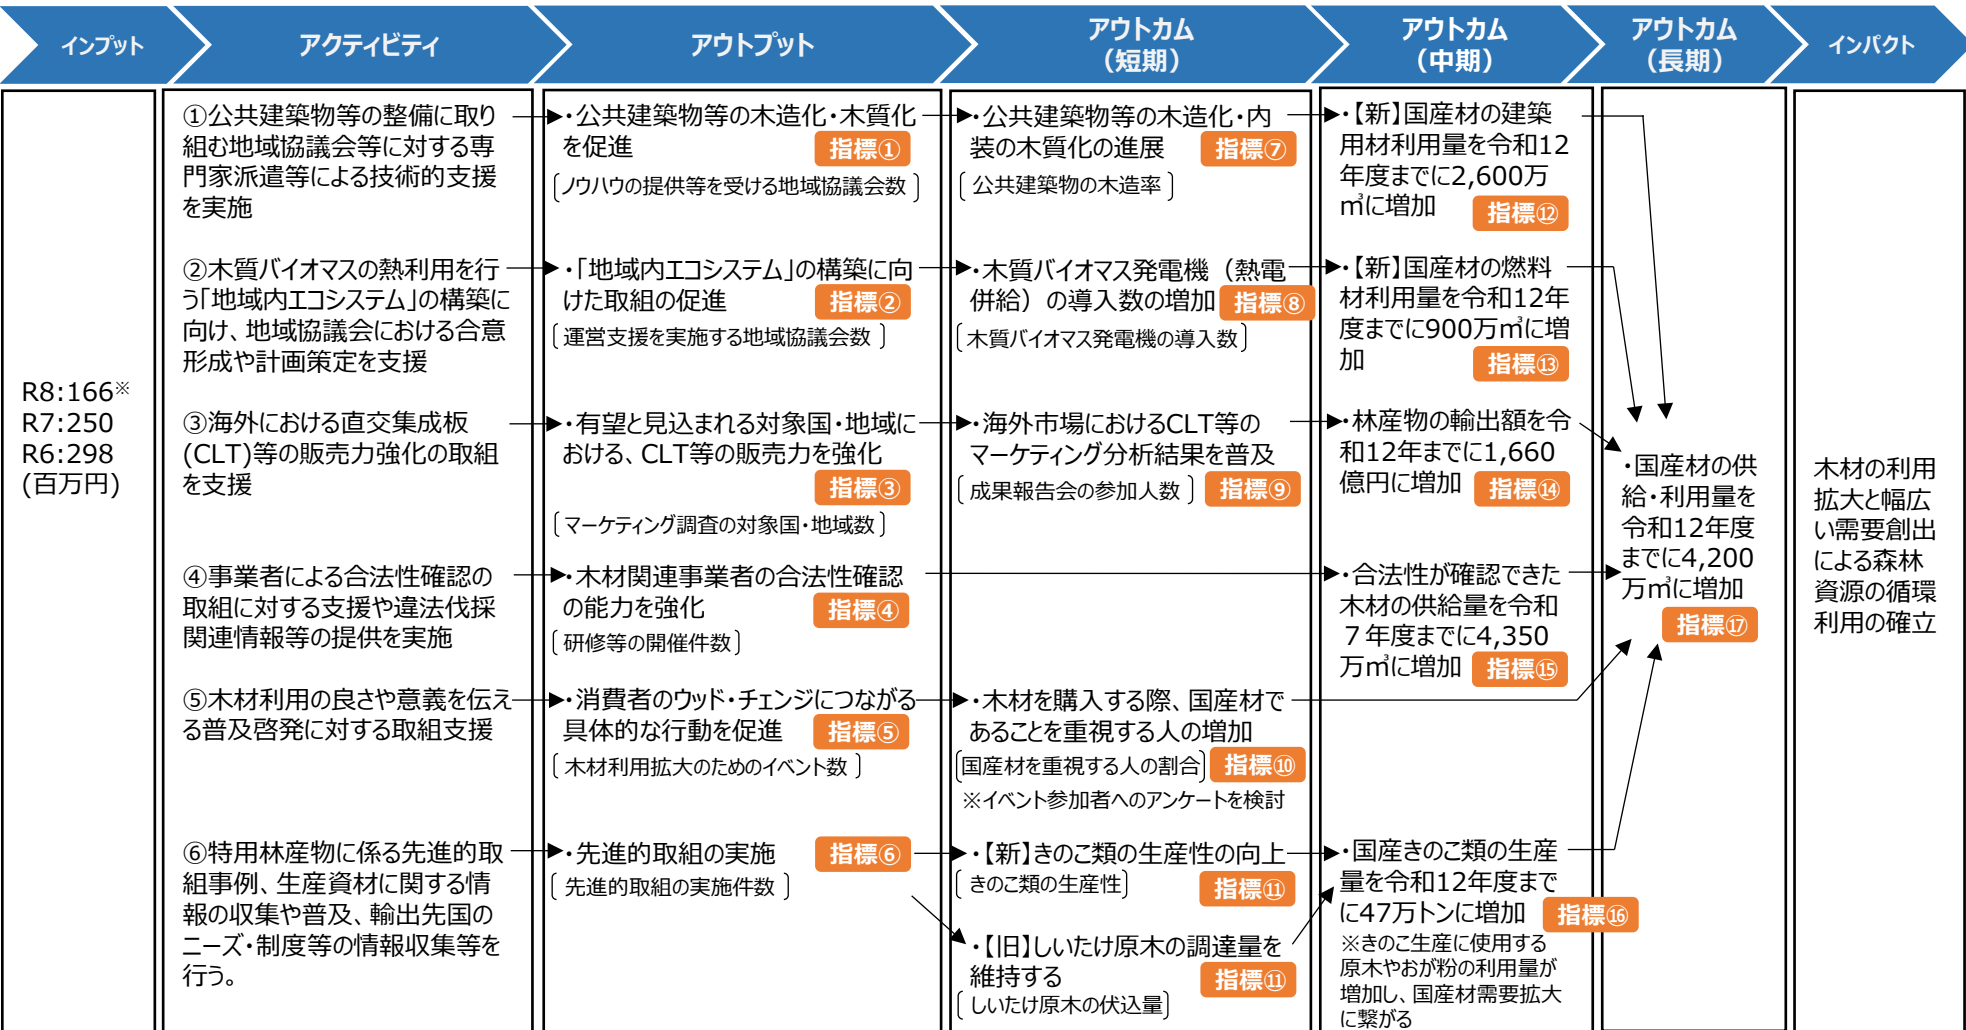 インプット
アクティビティ
アウトプット
アウトカム
（短期）
アウトカム
（中期）
アウトカム
（長期）
インパクト
R8:166※
R7:250
R6:298
(百万円)
①公共建築物等の整備に取り
組む地域協議会等に対する専
門家派遣等による技術的支援
を実施
②木質バイオマスの熱利用を行
う「地域内エコシステム」の構築に
向け、地域協議会における合意
形成や計画策定を支援
③海外における直交集成板
(CLT)等の販売力強化の取組
を支援
④事業者による合法性確認の
取組に対する支援や違法伐採
関連情報等の提供を実施
⑤木材利用の良さや意義を伝え
る普及啓発に対する取組支援
⑥特用林産物に係る先進的取
組事例、生産資材に関する情
報の収集や普及、輸出先国の
ニーズ・制度等の情報収集等を
行う。
・公共建築物等の木造化・木質化
を促進 指標①
〔ノウハウの提供等を受ける地域協議会数〕
・「地域内エコシステム」の構築に向
けた取組の促進 指標②
〔運営支援を実施する地域協議会数〕
・有望と見込まれる対象国・地域に
おける、CLT等の販売力を強化
指標③
〔マーケティング調査の対象国・地域数〕
・木材関連事業者の合法性確認
の能力を強化 指標④
〔研修等の開催件数〕
・消費者のウッド・チェンジにつながる
具体的な行動を促進 指標⑤
〔木材利用拡大のためのイベント数〕
・先進的取組の実施 指標⑥
〔先進的取組の実施件数〕
・公共建築物等の木造化・内
装の木質化の進展 指標⑦
〔公共建築物の木造率〕
・木質バイオマス発電機（熱電
併給）の導入数の増加 指標⑧
〔木質バイオマス発電機の導入数〕
・海外市場におけるCLT等の
マーケティング分析結果を普及
〔成果報告会の参加人数〕 指標⑨
・木材を購入する際、国産材で
あることを重視する人の増加
〔国産材を重視する人の割合〕 指標⑩
※イベント参加者へのアンケートを検討
・【新】きのこ類の生産性の向上
〔きのこ類の生産性〕 指標⑪
・【旧】しいたけ原木の調達量を
維持する 指標⑪
〔しいたけ原木の伏込量〕
・【新】国産材の建築
用材利用量を令和12
年度までに2,600万
㎥に増加 指標⑫
・【新】国産材の燃料
材利用量を令和12年
度までに900万㎥に増
加 指標⑬
・林産物の輸出額を令
和12年までに1,660
億円に増加 指標⑭
・合法性が確認できた
木材の供給量を令和
７年度までに4,350
万㎥に増加 指標⑮
・国産きのこ類の生産
量を令和12年度まで
に47万トンに増加 指標⑯
※きのこ生産に使用する
原木やおが粉の利用量が
増加し、国産材需要拡大
に繋がる
・国産材の供
給・利用量を
令和12年度
までに4,200
万㎥に増加
指標⑰
木材の利用
拡大と幅広
い需要創出
による森林
資源の循環
利用の確立